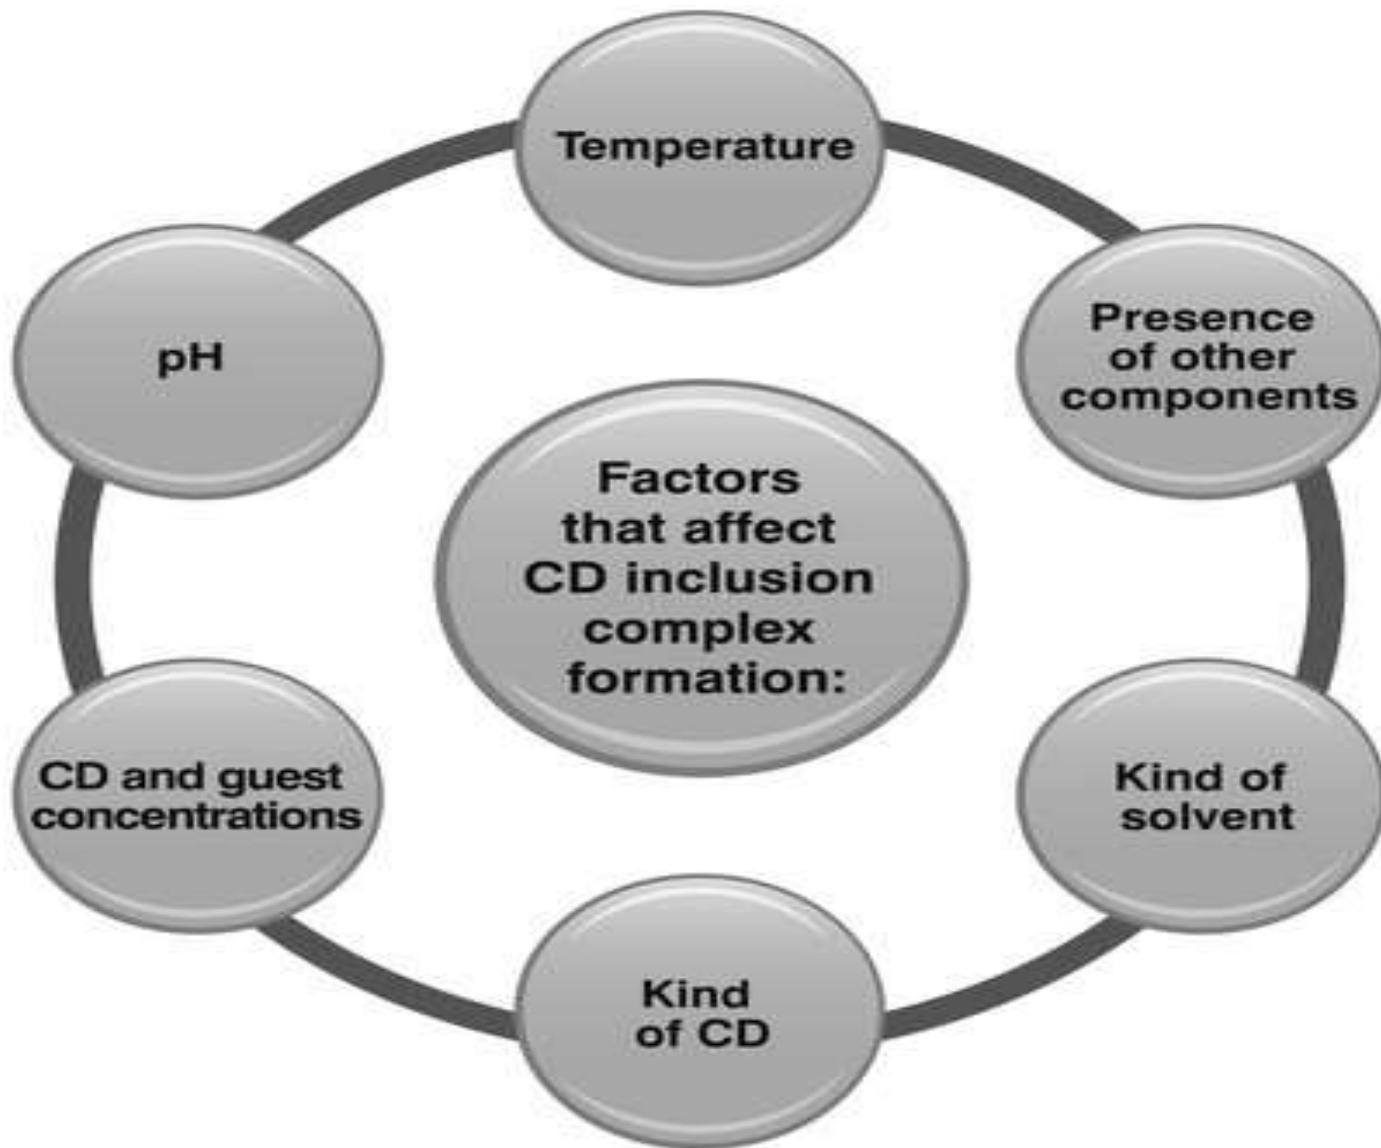 Temperature
Presence
of other
components
Kind of
solvent
Kind
of CD
CD and guest
concentrations
pH
Factors
that affect
CD inclusion
complex
formation: